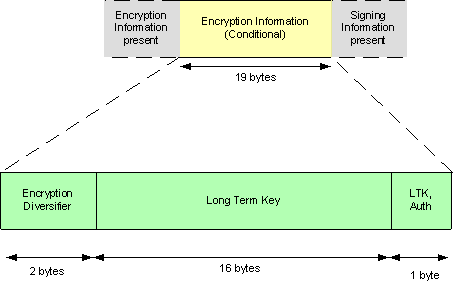 Encryption
Information
present
Encryption Information
(Conditional)
Signing
Information
present
19 bytes
Encryption
Diversifier
Long Term Key
LTK,
Auth
2 bytes
16 bytes
1 byte